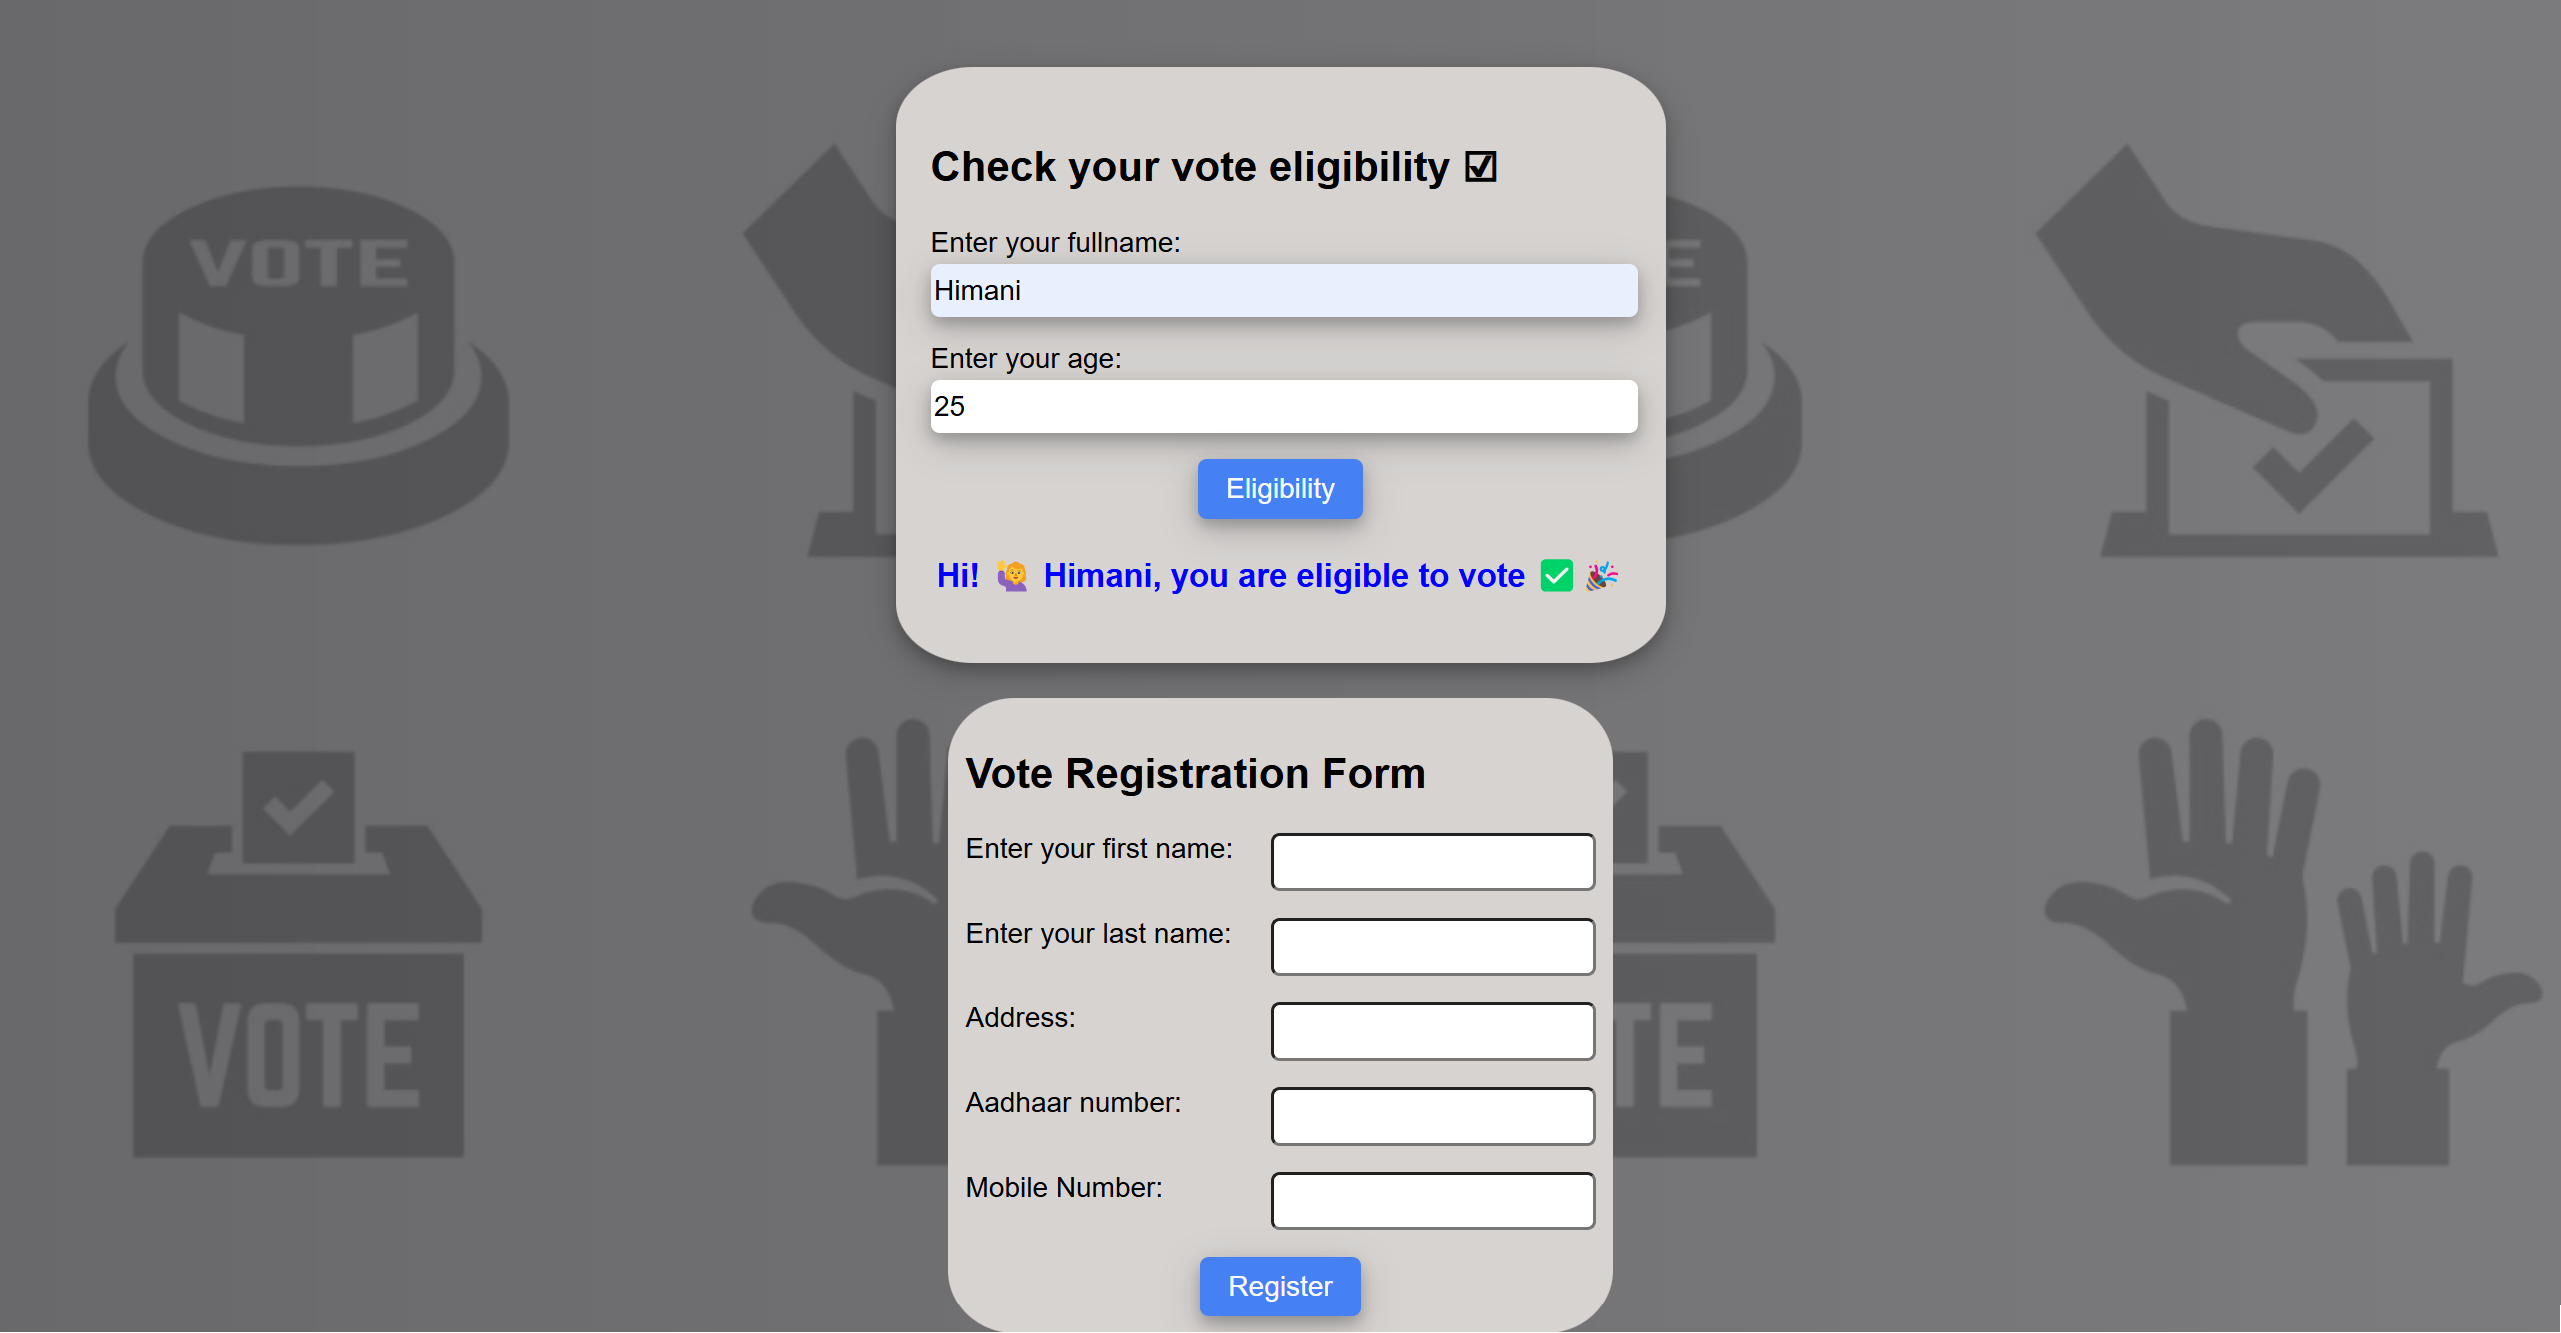 Check your vote eligibility ☑
Enter your fullname:
Himani
Enter your age:
25
Eligibility
Hi! 🙋‍♀️ Himani, you are eligible to vote ✅ 🎉
Vote Registration Form
Enter your first name:
Enter your last name:
Address:
Aadhaar number:
Mobile Number:
Register
VOTE
E
VOTE
TE